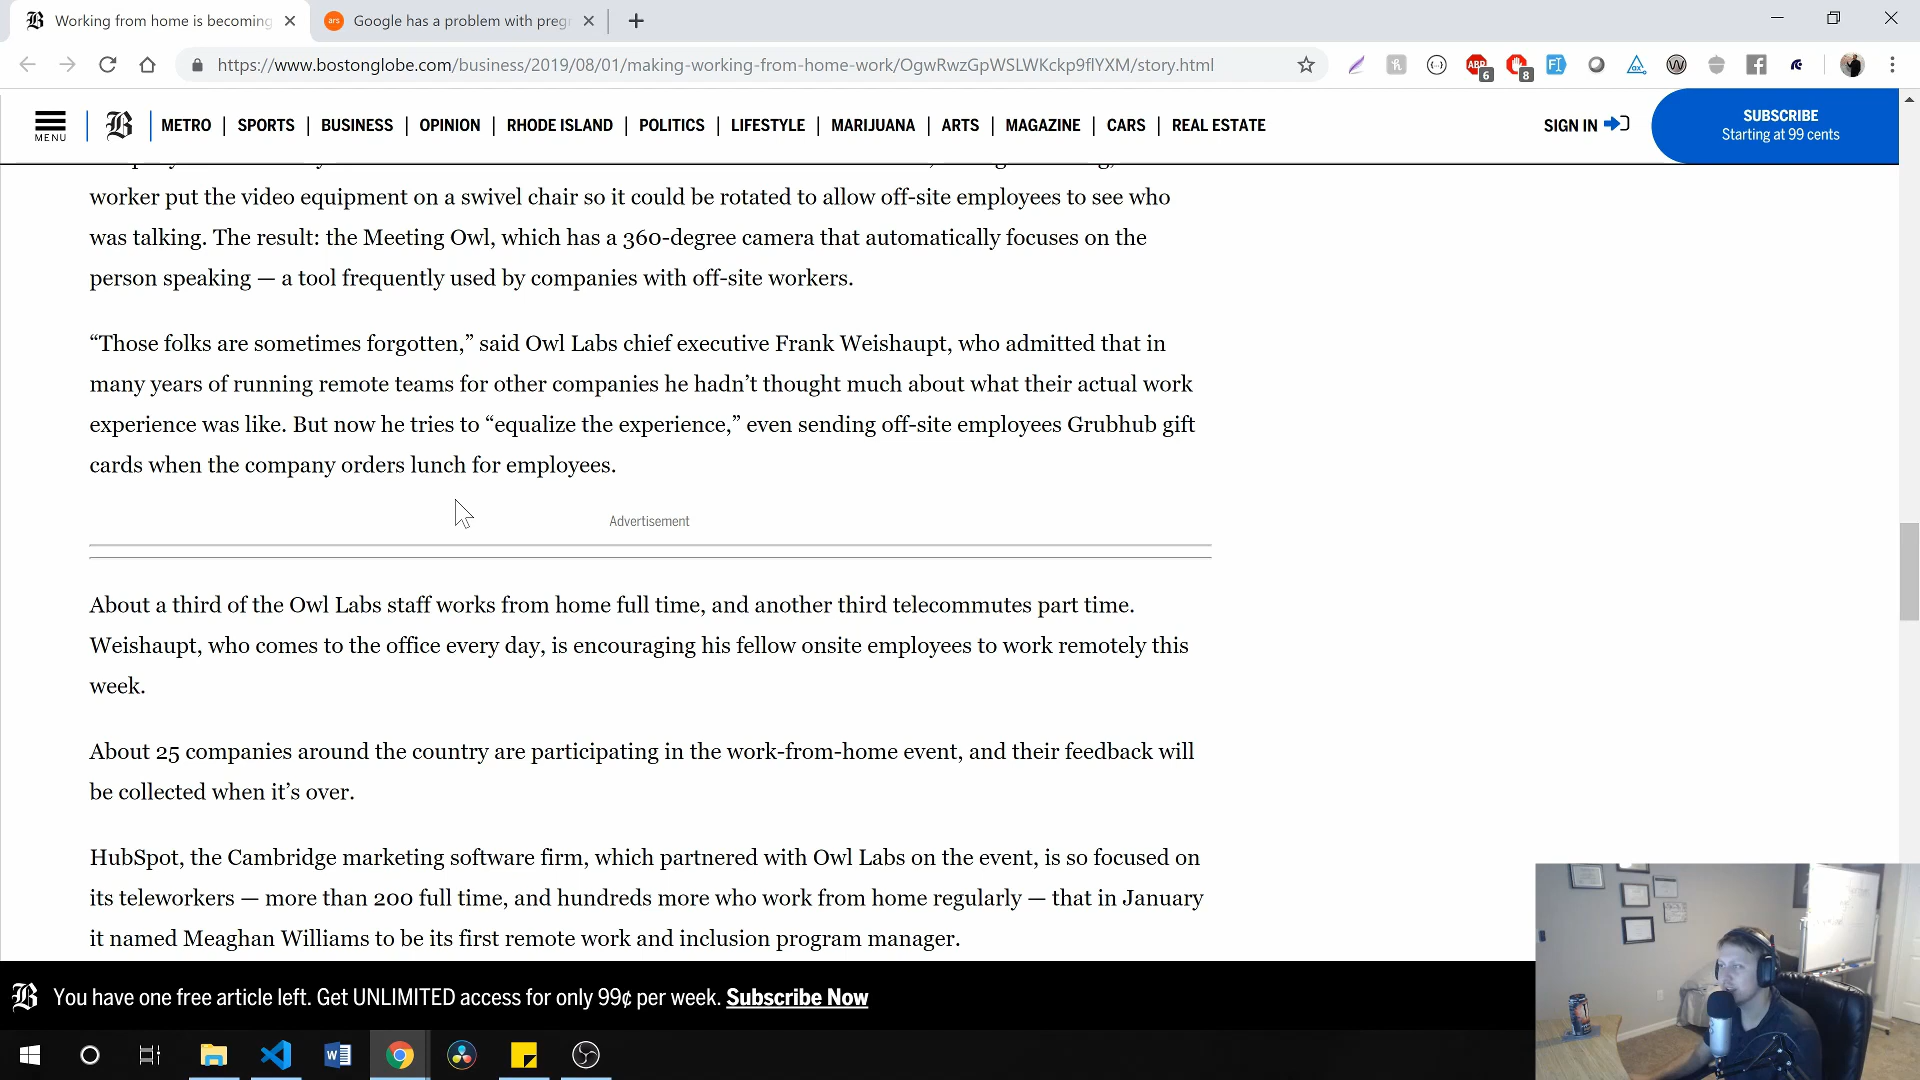 Working from home is becoming
Google has a problem with preg
https://www.bostonglobe.com/business/2019/08/01/making-working-from-home-work/OgwRwzGpWSLWKckp9flYXM/story.html
6
8
MENU
METRO
SPORTS
BUSINESS
OPINION
RHODE ISLAND
POLITICS
LIFESTYLE
MARIJUANA
ARTS
MAGAZINE
CARS
REAL ESTATE
SIGN IN
SUBSCRIBE
Starting at 99 cents
worker put the video equipment on a swivel chair so it could be rotated to allow off-site employees to see who
was talking. The result: the Meeting Owl, which has a 360-degree camera that automatically focuses on the
person speaking — a tool frequently used by companies with off-site workers.
“Those folks are sometimes forgotten,” said Owl Labs chief executive Frank Weishaupt, who admitted that in
many years of running remote teams for other companies he hadn’t thought much about what their actual work
experience was like. But now he tries to “equalize the experience,” even sending off-site employees Grubhub gift
cards when the company orders lunch for employees.
Advertisement
About a third of the Owl Labs staff works from home full time, and another third telecommutes part time.
Weishaupt, who comes to the office every day, is encouraging his fellow onsite employees to work remotely this
week.
About 25 companies around the country are participating in the work-from-home event, and their feedback will
be collected when it’s over.
HubSpot, the Cambridge marketing software firm, which partnered with Owl Labs on the event, is so focused on
its teleworkers — more than 200 full time, and hundreds more who work from home regularly — that in January
it named Meaghan Williams to be its first remote work and inclusion program manager.
You have one free article left. Get UNLIMITED access for only 99¢ per week. Subscribe Now